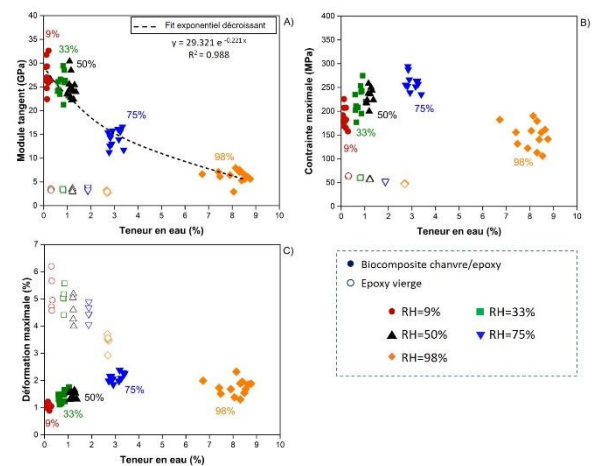 A)
Fit exponentiel décroissant
y = 29.321 e -0.221 x
R2 = 0.988
9%
33%
50%
75%
98%
Module tangent (GPa)
40
35
30
25
20
15
10
5
0
0 1 2 3 4 5 6 7 8 9 10
Teneur en eau (%)
B)
9%
33%
50%
75%
98%
Contrainte maximale (MPa)
400
350
300
250
200
150
100
50
0
0 1 2 3 4 5 6 7 8 9 10
Teneur en eau (%)
C)
9%
33%
50%
75%
98%
Déformation maximale (%)
7
6
5
4
3
2
1
0
0 1 2 3 4 5 6 7 8 9 10
Teneur en eau (%)
Biocomposite chanvre/epoxy
Epoxy vierge
RH=9% RH=33%
RH=50% RH=75%
RH=98%